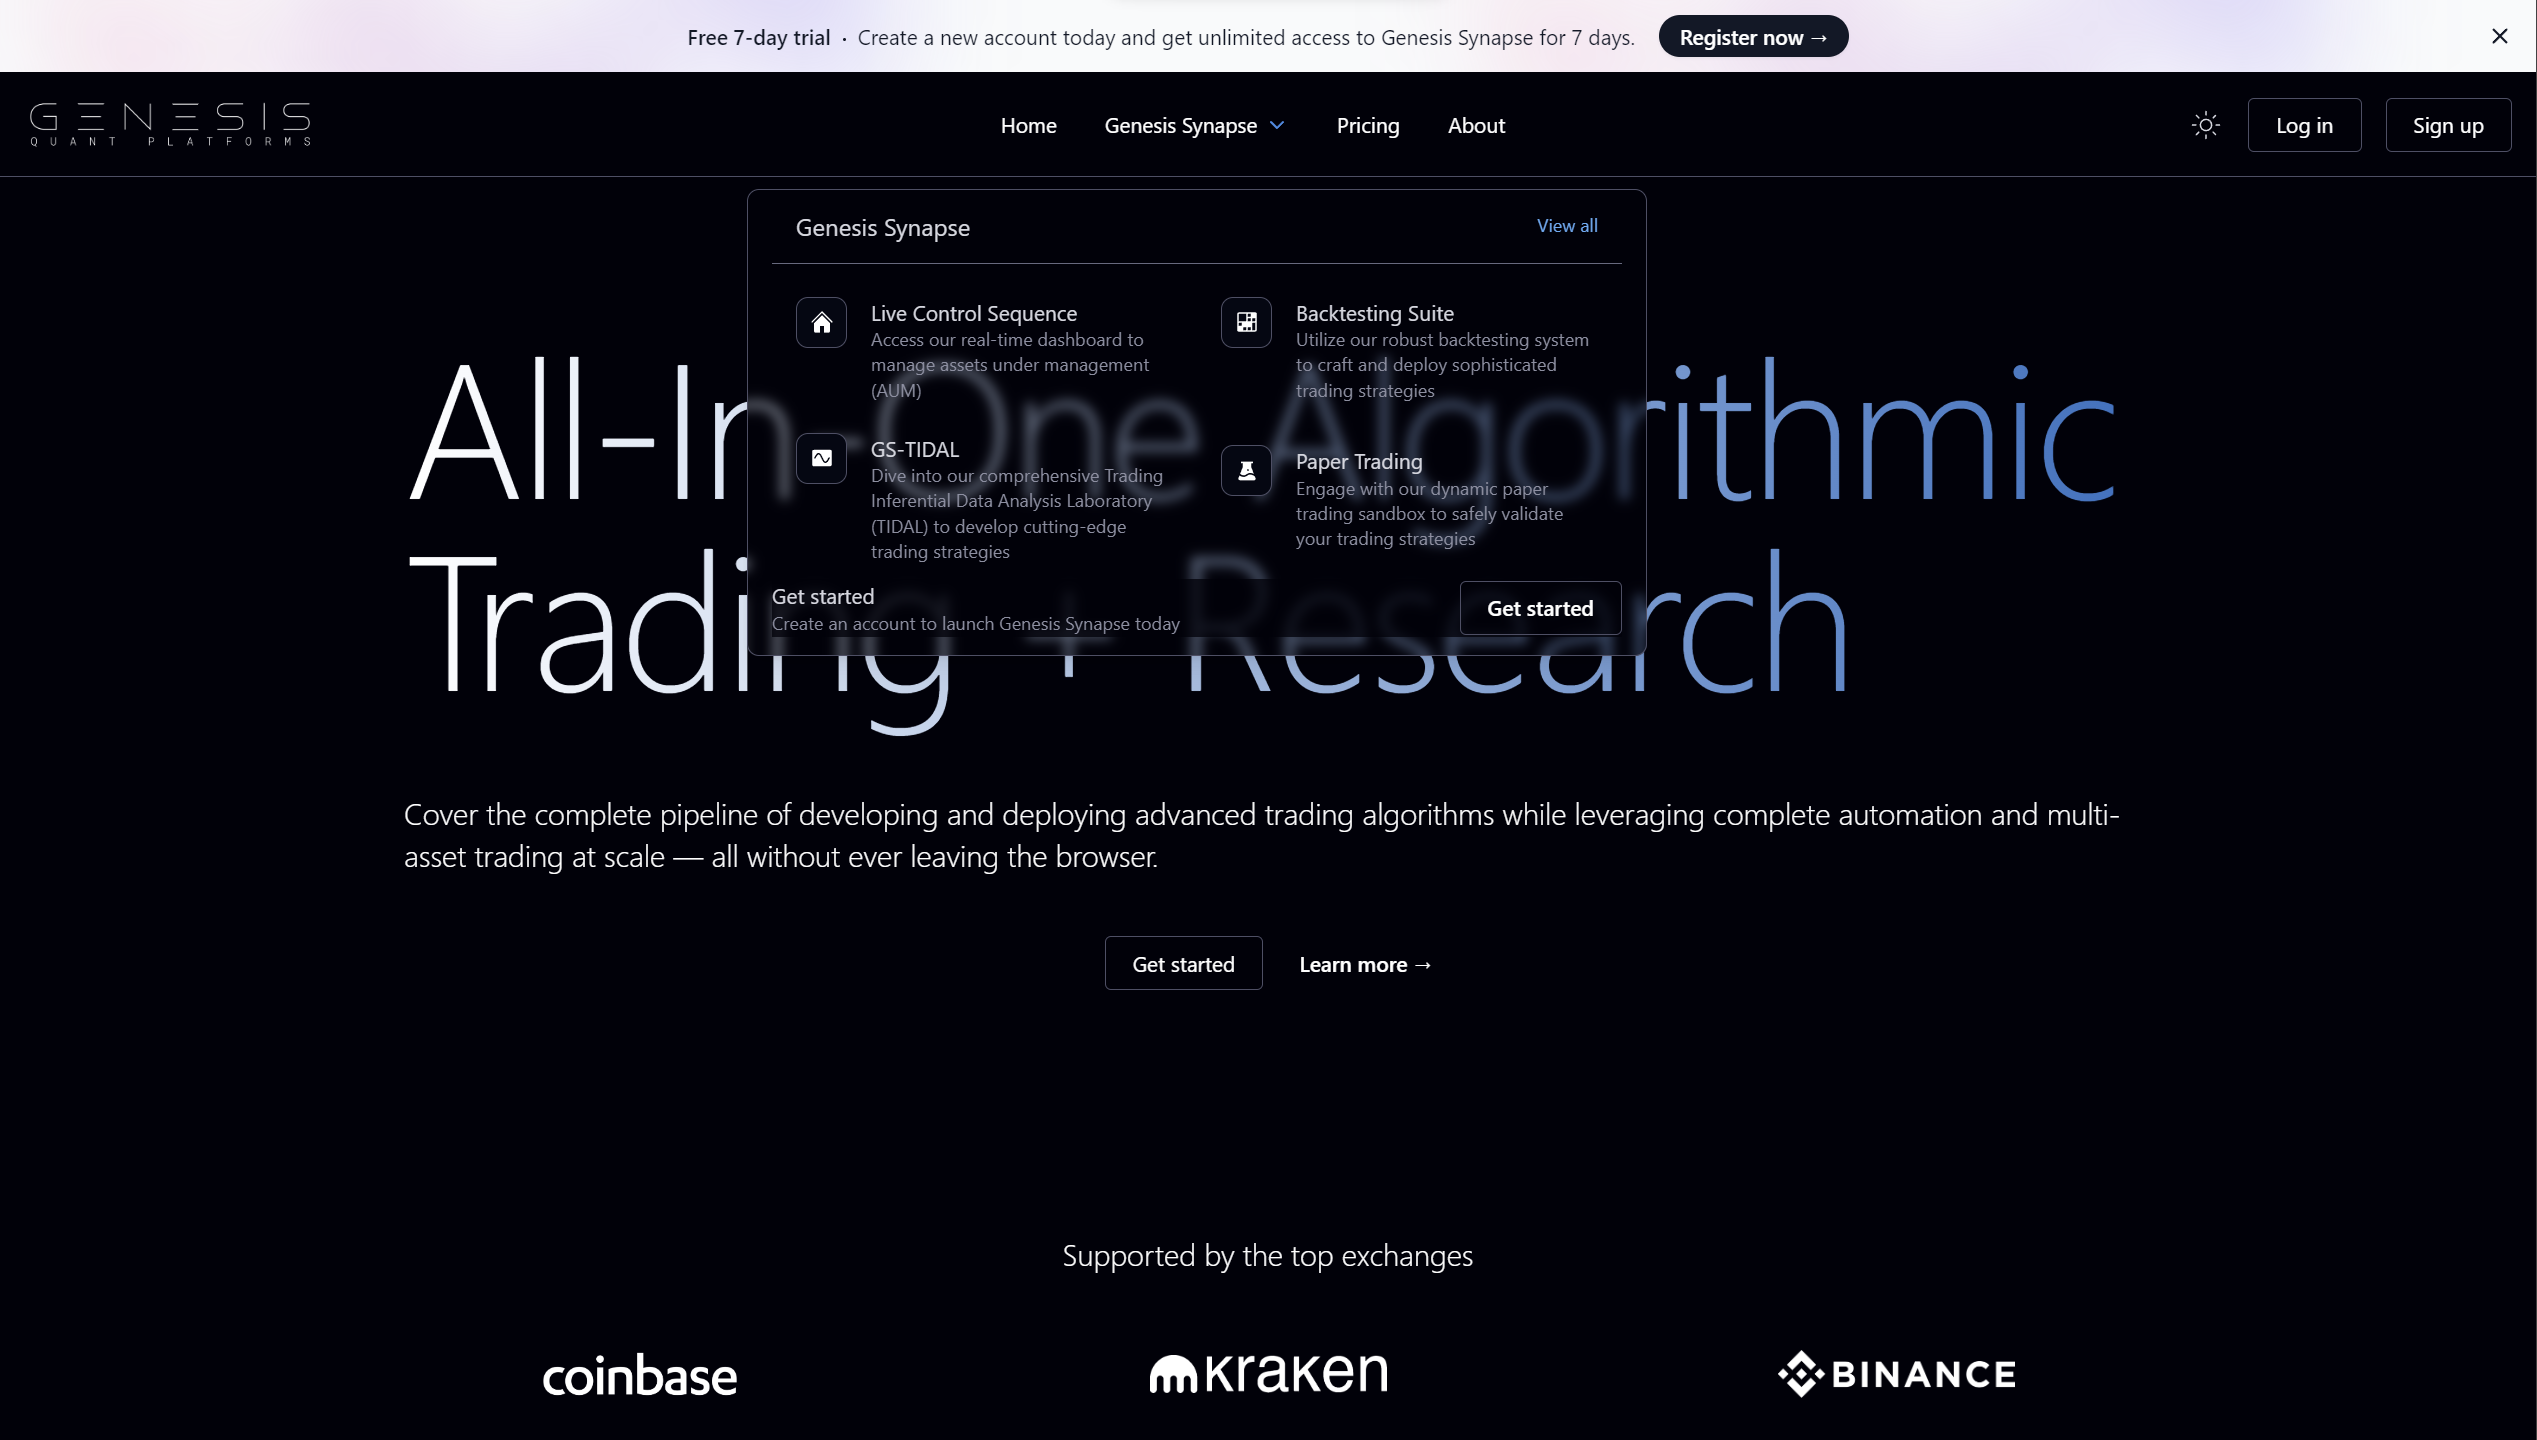 Free 7-day trial · Create a new account today and get unlimited access to Genesis Synapse for 7 days. Register now →
GENESIS
QUANT PLATFORMS
Home Genesis Synapse Pricing About
Log in Sign up
Genesis Synapse View all
Live Control Sequence
Access our real-time dashboard to
manage assets under management
(AUM)
Backtesting Suite
Utilize our robust backtesting system
to craft and deploy sophisticated
trading strategies
GS-TIDAL
Dive into our comprehensive Trading
Inferential Data Analysis Laboratory
(TIDAL) to develop cutting-edge
trading strategies
Paper Trading
Engage with our dynamic paper
trading sandbox to safely validate
your trading strategies
Get started
Create an account to launch Genesis Synapse today
Get started
All-In-One Algorithmic
Trading + Research
Cover the complete pipeline of developing and deploying advanced trading algorithms while leveraging complete automation and multi-
asset trading at scale — all without ever leaving the browser.
Get started Learn more →
Supported by the top exchanges
coinbase kraken BINANCE